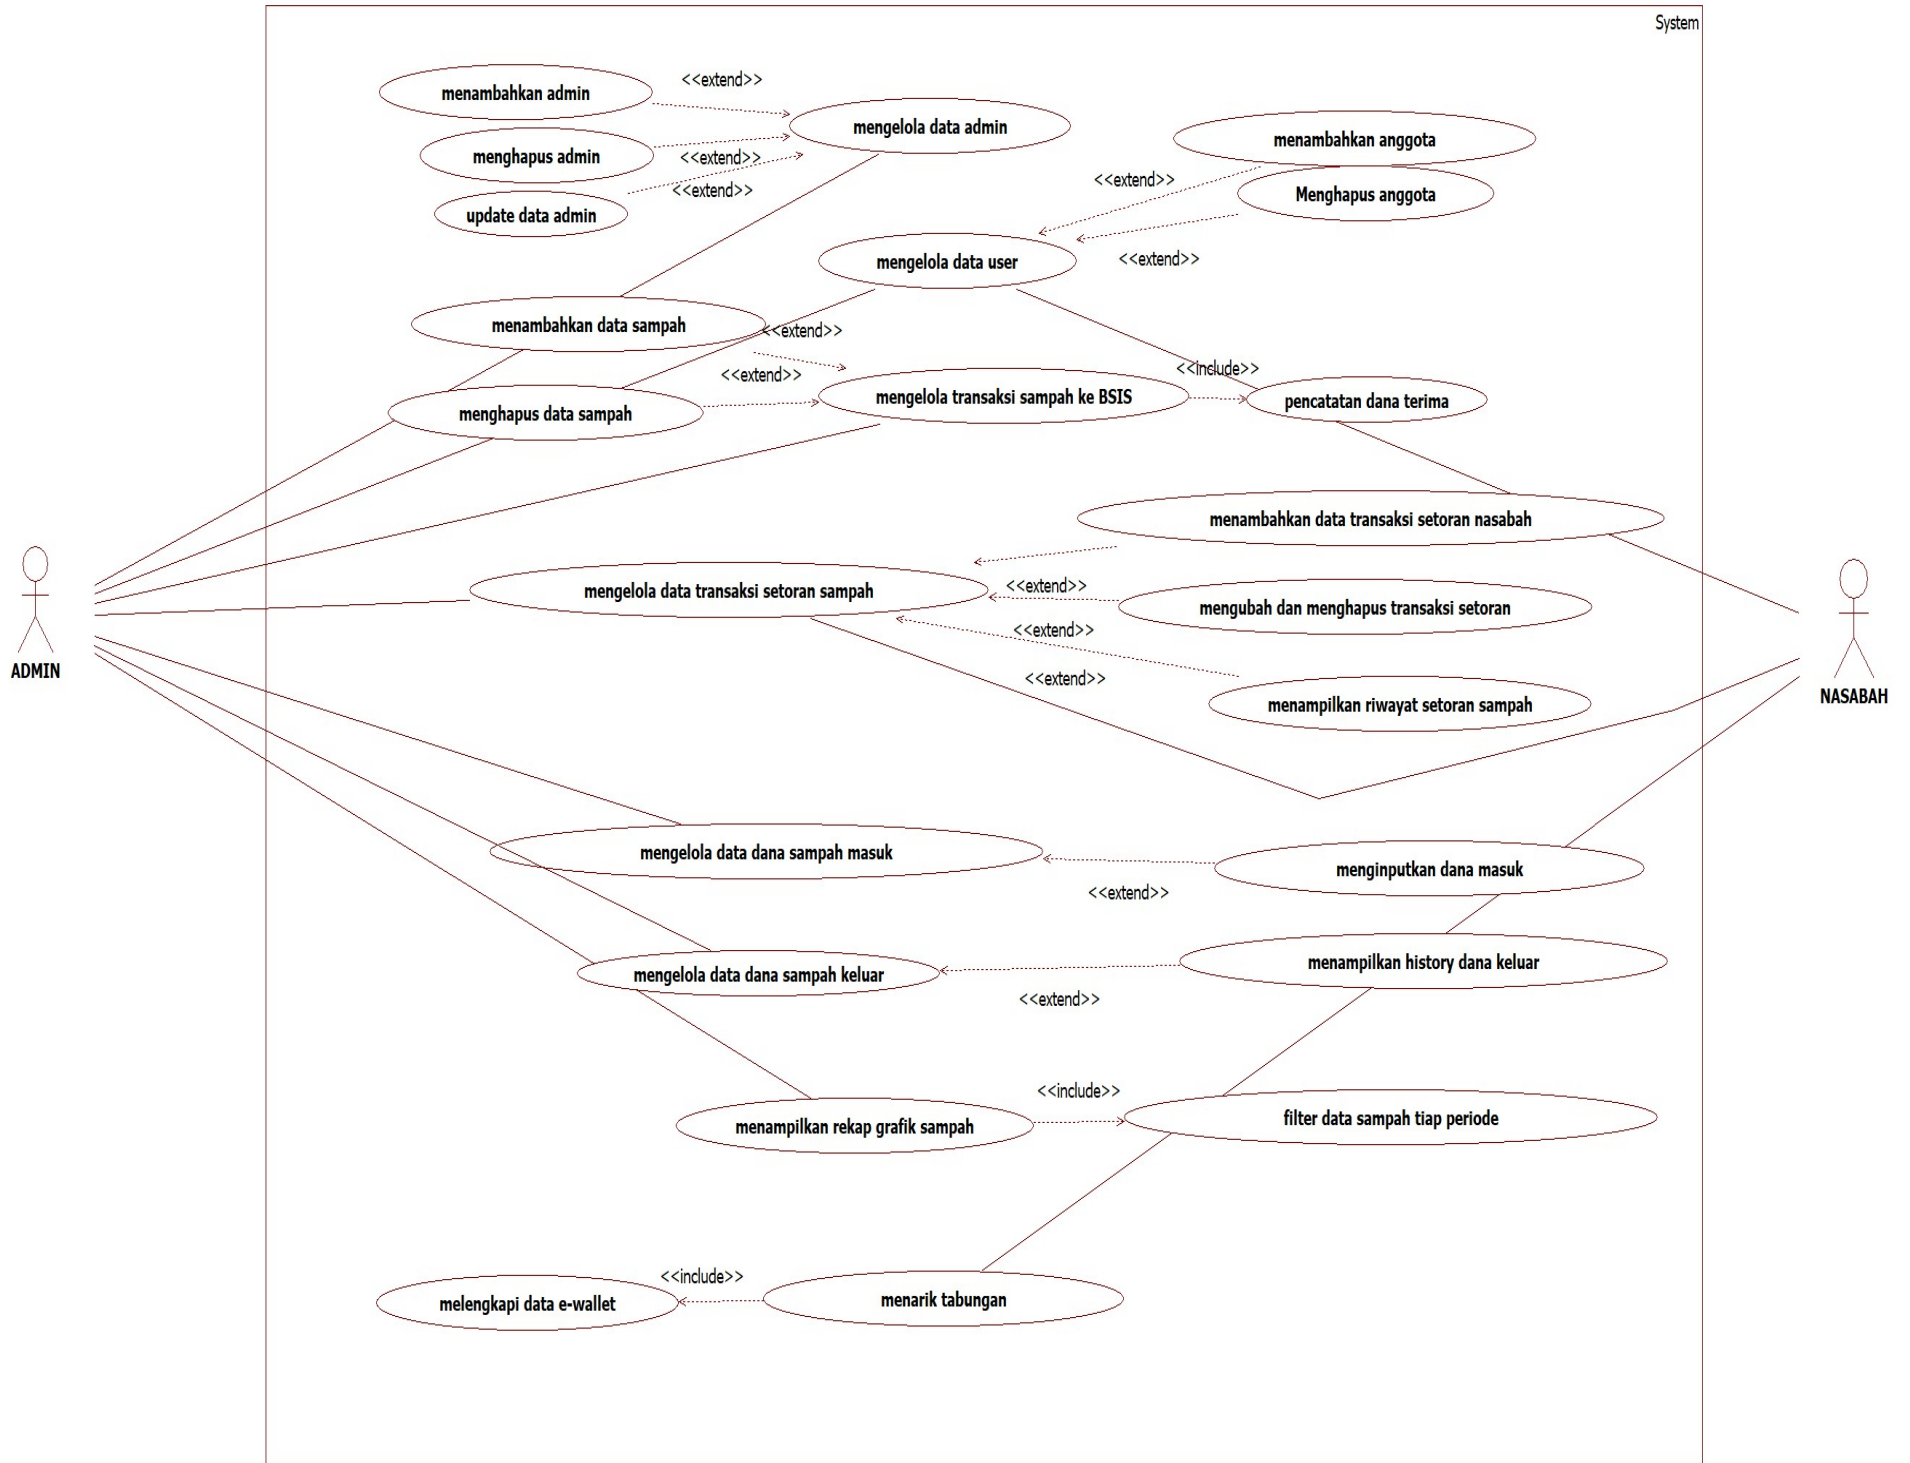 System
<<extend>>
menambahkan admin
mengelola data admin
menambahkan anggota
menghapus admin
<<extend>>
<<extend>>
<<extend>>
Menghapus anggota
update data admin
mengelola data user
<<extend>>
menambahkan data sampah
<<extend>>
<<extend>>
<<include>>
mengelola transaksi sampah ke BSIS
pencatatan dana terima
menghapus data sampah
menambahkan data transaksi setoran nasabah
mengelola data transaksi setoran sampah
<<extend>>
mengubah dan menghapus transaksi setoran
<<extend>>
ADMIN
<<extend>>
NASABAH
menampilkan riwayat setoran sampah
mengelola data dana sampah masuk
menginputkan dana masuk
<<extend>>
mengelola data dana sampah keluar
menampilkan history dana keluar
<<extend>>
<<include>>
menampilkan rekap grafik sampah
filter data sampah tiap periode
<<include>>
melengkapi data e-wallet
menarik tabungan